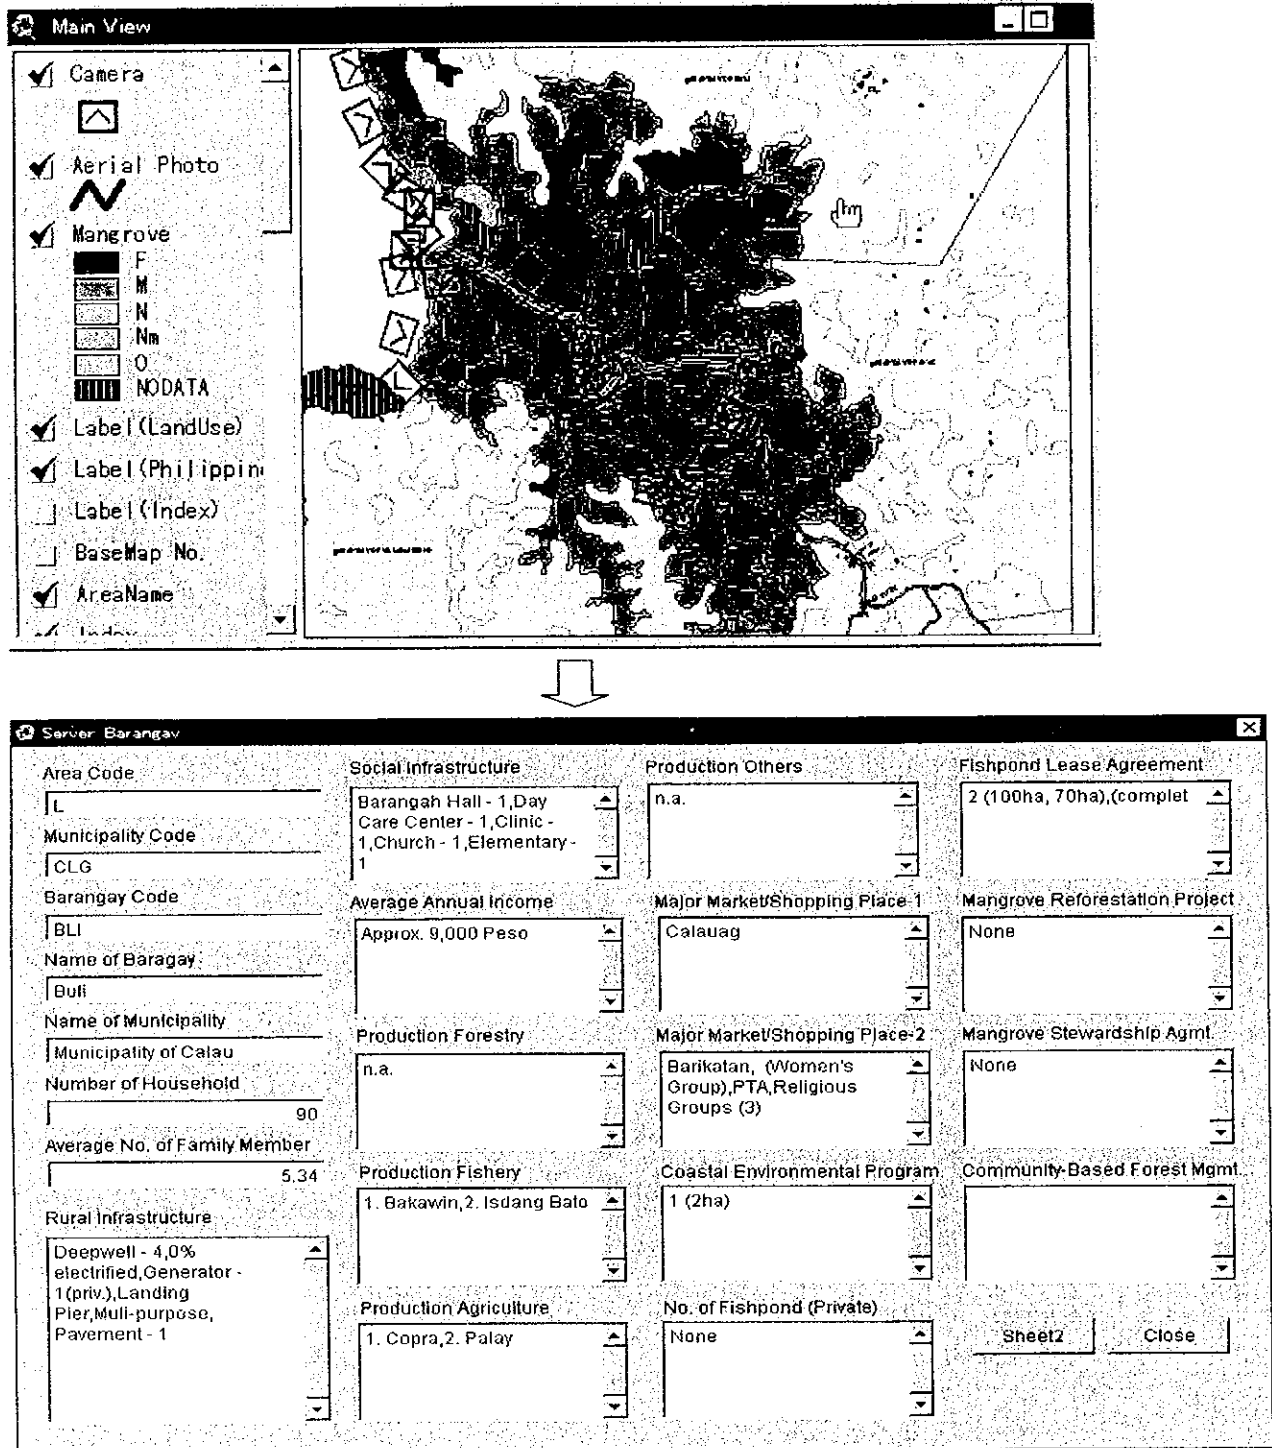 Main View
Camera
Aerial Photo
Mangrove
F
M
N
Nm
O
NODATA
Label(LandUse)
Label(Philippin
Label(Index)
BaseMap No.
AreaName
Index
Server Barangay
Area Code
L
Municipality Code
CLG
Barangay Code
BLI
Name of Baragay
Buli
Name of Municipality
Municipality of Calau
Number of Household
90
Average No. of Family Member
5.34
Rural Infrastructure
Deepwell - 4,0%
electrified,Generator -
1(priv.),Landing
Pier,Muli-purpose,
Pavement - 1
Social Infrastructure
Barangah Hall - 1,Day
Care Center - 1,Clinic -
1,Church - 1,Elementary -
1
Average Annual Income
Approx. 9,000 Peso
Production Forestry
n.a.
Production Fishery
1. Bakawin,2. Isdang Bato
Production Agriculture
1. Copra,2. Palay
Production Others
n.a.
Major Market/Shopping Place-1
Calauag
Major Market/Shopping Place-2
Barikatan, (Women's
Group),PTA,Religious
Groups (3)
Coastal Environmental Program
1 (2ha)
No. of Fishpond (Private)
None
Fishpond Lease Agreement
2 (100ha, 70ha),(complet
Mangrove Reforestation Project
None
Mangrove Stewardship Agmt.
None
Community-Based Forest Mgmt.
Sheet2
Close